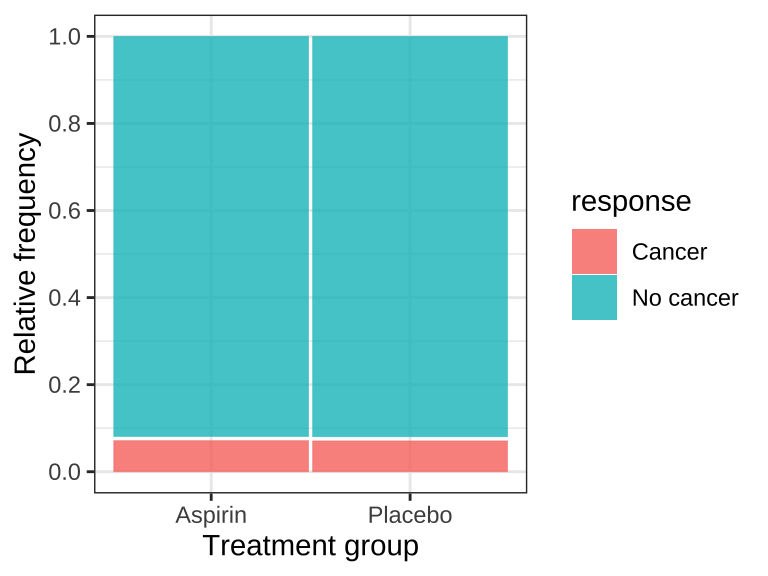 1.0
0.8
0.6
0.4
0.2
0.0
Relative frequency
Aspirin Placebo
Treatment group
response
Cancer
No cancer